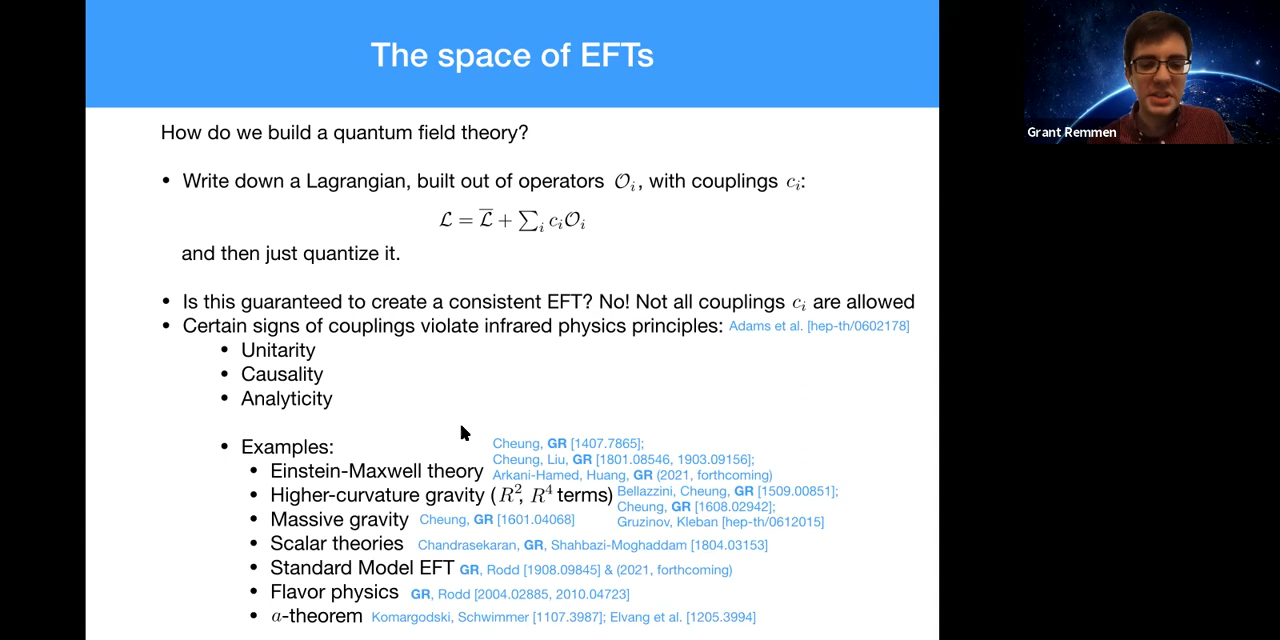 The space of EFTs
Grant Remmen
How do we build a quantum field theory?
• Write down a Lagrangian, built out of operators 𝒪ᵢ, with couplings cᵢ:
ℒ = ℒ̅ + ∑ᵢ cᵢ𝒪ᵢ
and then just quantize it.
• Is this guaranteed to create a consistent EFT? No! Not all couplings cᵢ are allowed
• Certain signs of couplings violate infrared physics principles: Adams et al. [hep-th/0602178]
• Unitarity
• Causality
• Analyticity
• Examples:
Cheung, GR [1407.7865];
Cheung, Liu, GR [1801.08546, 1903.09156];
• Einstein-Maxwell theory Arkani-Hamed, Huang, GR (2021, forthcoming)
• Higher-curvature gravity (R², R⁴ terms) Bellazzini, Cheung, GR [1509.00851];
Cheung, GR [1608.02942];
Gruzinov, Kleban [hep-th/0612015]
• Massive gravity Cheung, GR [1601.04068]
• Scalar theories Chandrasekaran, GR, Shahbazi-Moghaddam [1804.03153]
• Standard Model EFT GR, Rodd [1908.09845] & (2021, forthcoming)
• Flavor physics GR, Rodd [2004.02885, 2010.04723]
• a-theorem Komargodski, Schwimmer [1107.3987]; Elvang et al. [1205.3994]